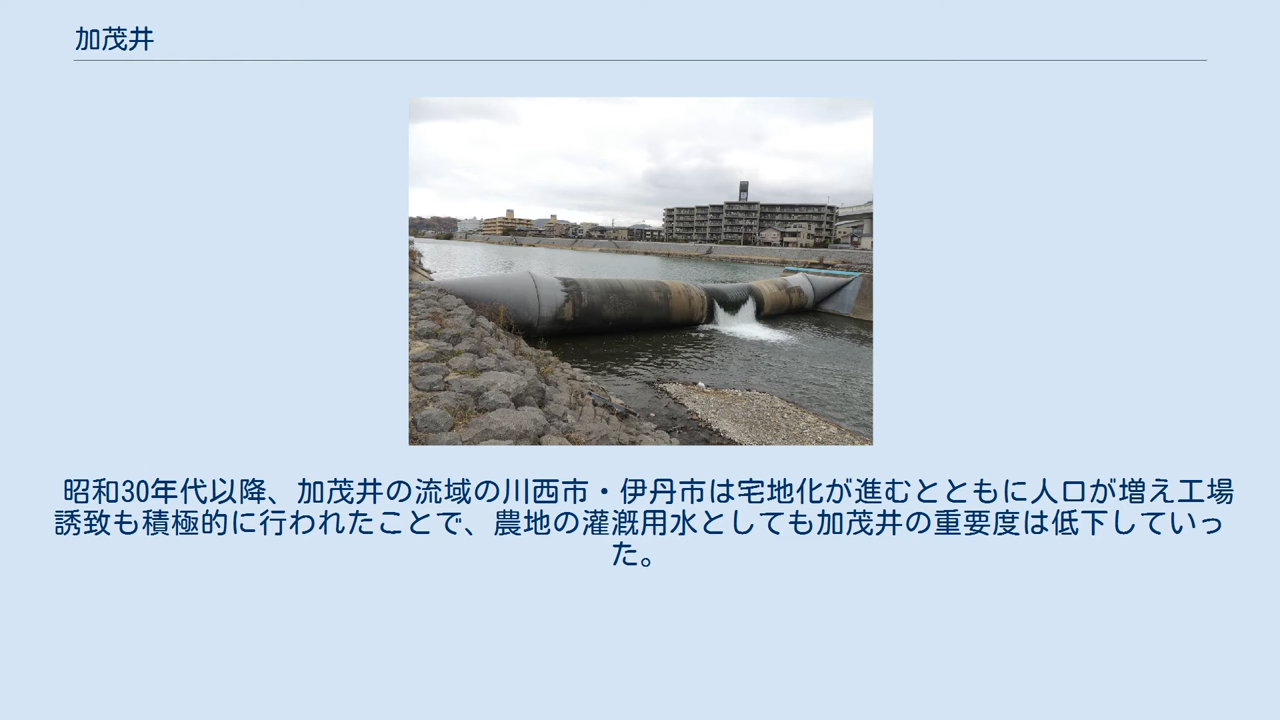 加茂井
昭和30年代以降、加茂井の流域の川西市・伊丹市は宅地化が進むとともに人口が増え工場
誘致も積極的に行われたことで、農地の灌漑用水としても加茂井の重要度は低下していっ
た。